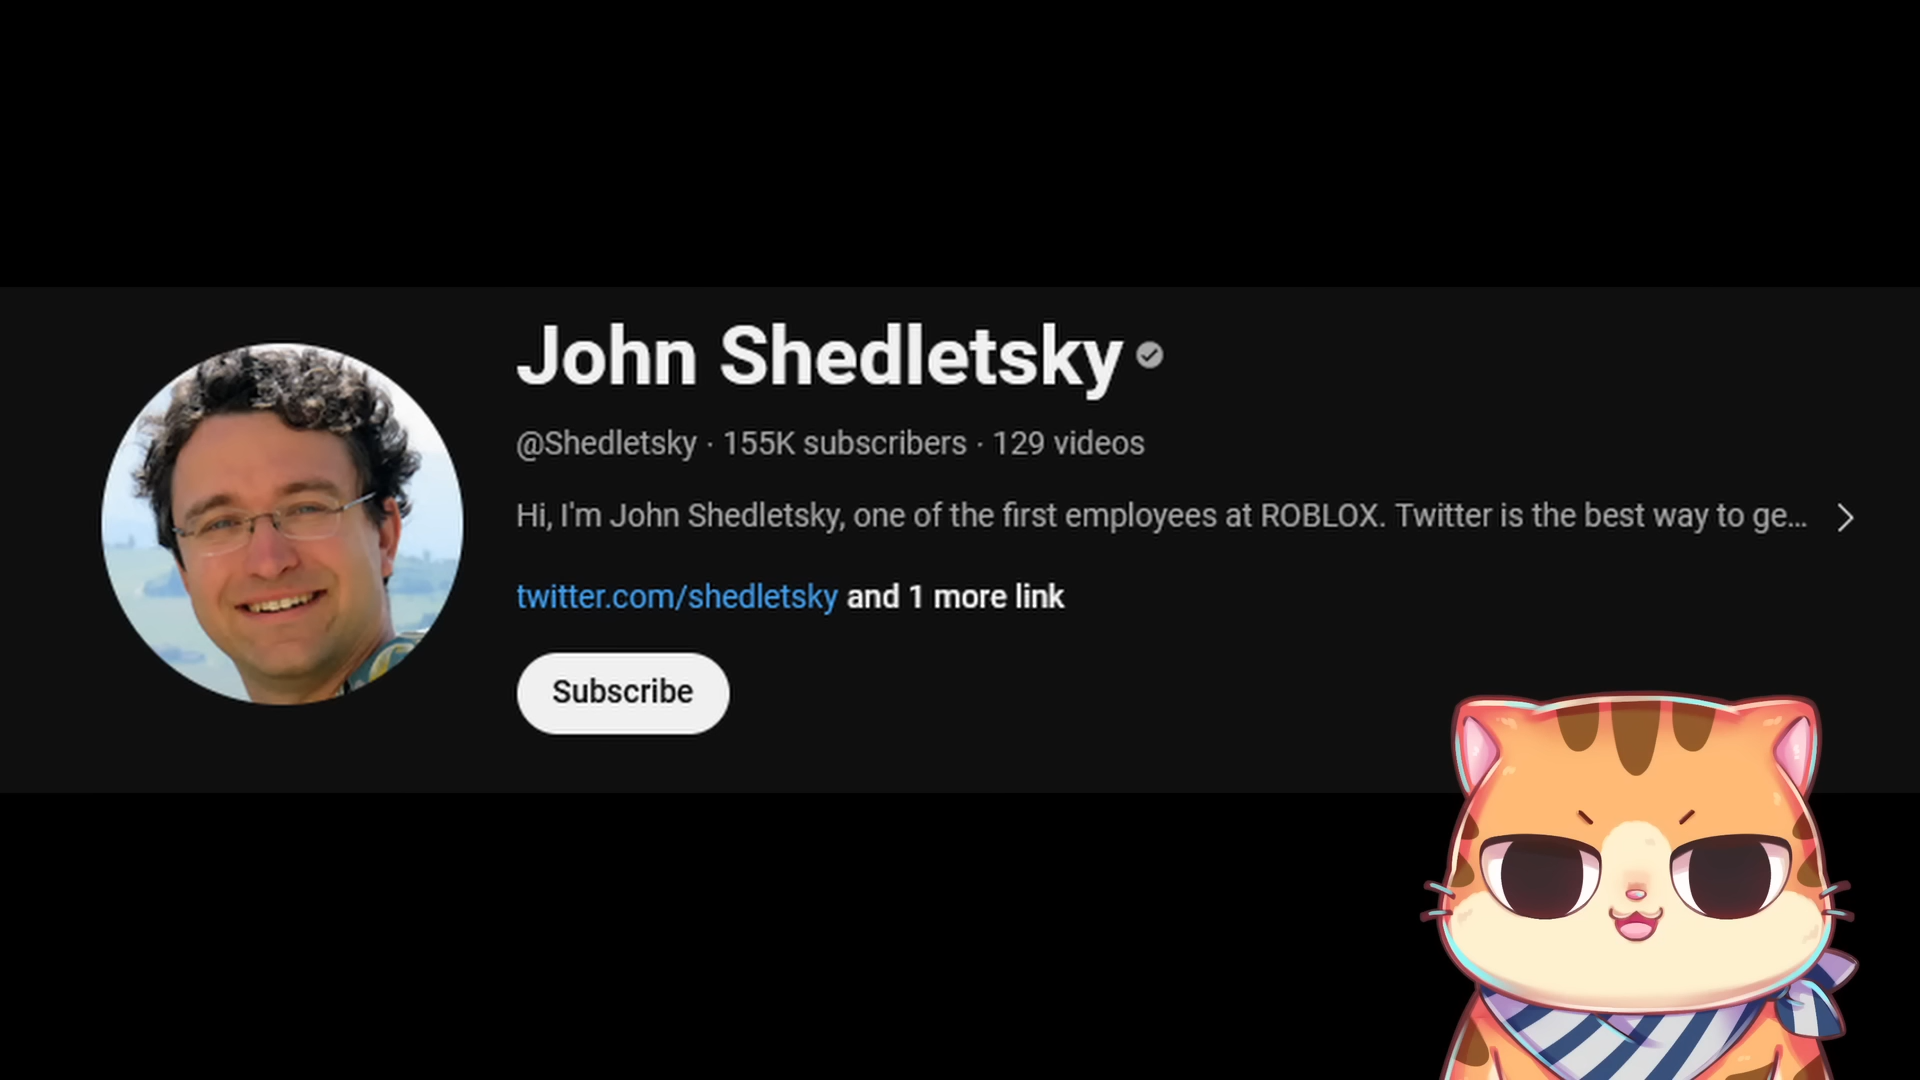 John Shedletsky
@Shedletsky · 155K subscribers · 129 videos
Hi, I'm John Shedletsky, one of the first employees at ROBLOX. Twitter is the best way to ge...
twitter.com/shedletsky and 1 more link
Subscribe